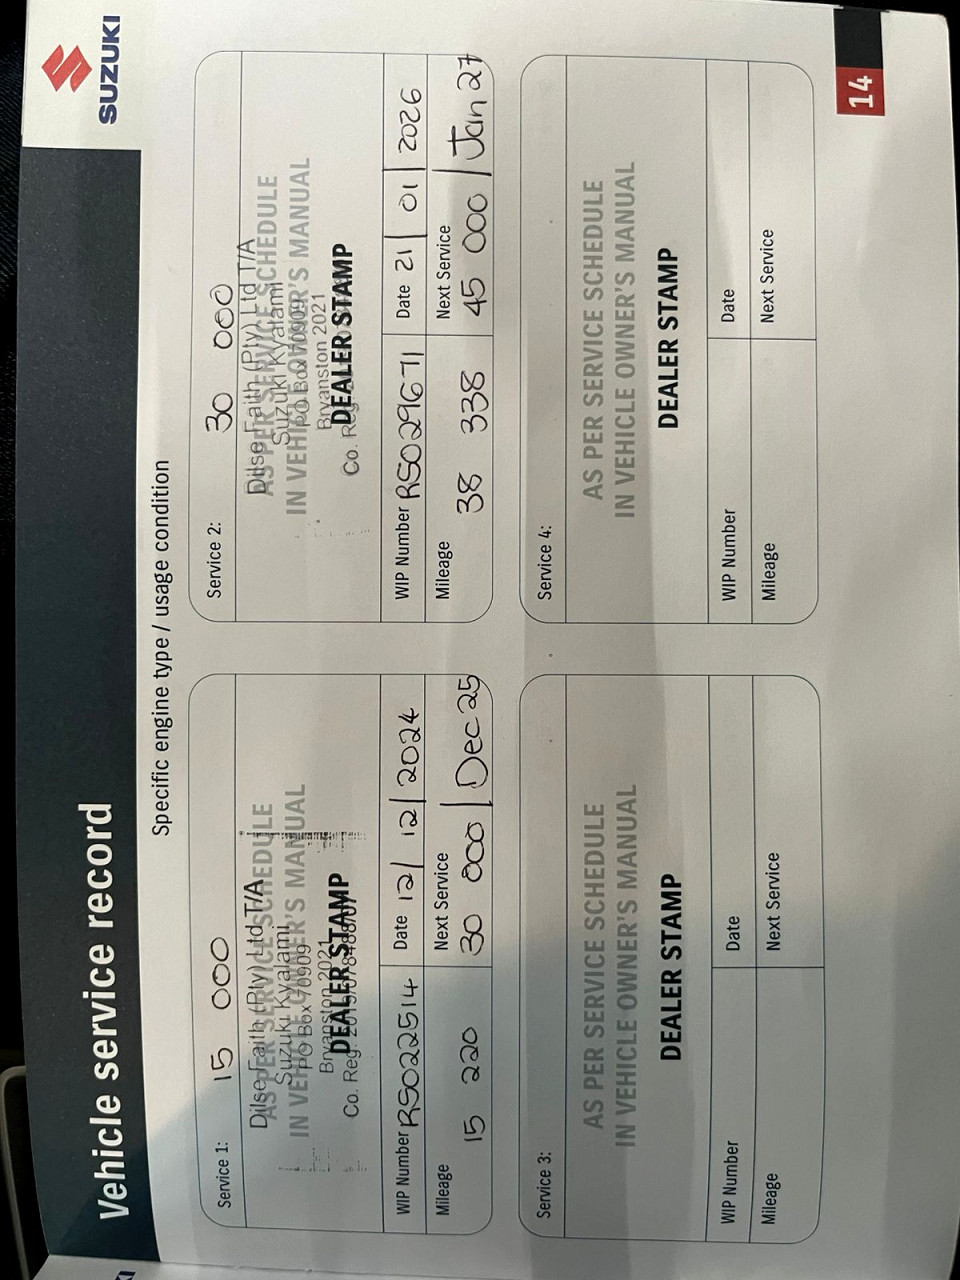 SUZUKI
Vehicle service record
Specific engine type / usage condition
Service 1: 15 000
Dilse Faith (Pty) Ltd T/A
AS PER SERVICE SCHEDULE
Suzuki Kyalami
IN VEHICLE OWNER'S MANUAL
PO Box 70909
Bryanston 2021
DEALER STAMP
Co. Reg.
WIP Number RS022514 Date 12/12/2024
Mileage Next Service
15 220 30 000/Dec 25
Service 2: 30 000
Dilse Faith (Pty) Ltd T/A
AS PER SERVICE SCHEDULE
Suzuki Kyalami
IN VEHICLE OWNER'S MANUAL
PO Box 70909
Bryanston 2021
DEALER STAMP
Co. Reg.
WIP Number RS029671 Date 21/01/2026
Mileage Next Service
38 338 45 000/Jan 27
Service 3:
AS PER SERVICE SCHEDULE
IN VEHICLE OWNER'S MANUAL
DEALER STAMP
WIP Number Date
Mileage Next Service
Service 4:
AS PER SERVICE SCHEDULE
IN VEHICLE OWNER'S MANUAL
DEALER STAMP
WIP Number Date
Mileage Next Service
14